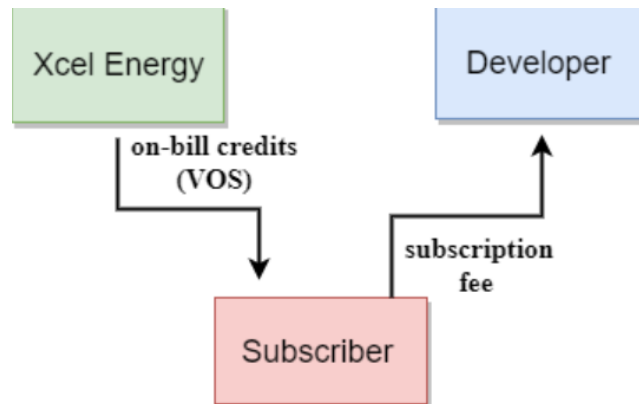 Xcel Energy
Developer
on-bill credits
(VOS)
subscription
fee
Subscriber